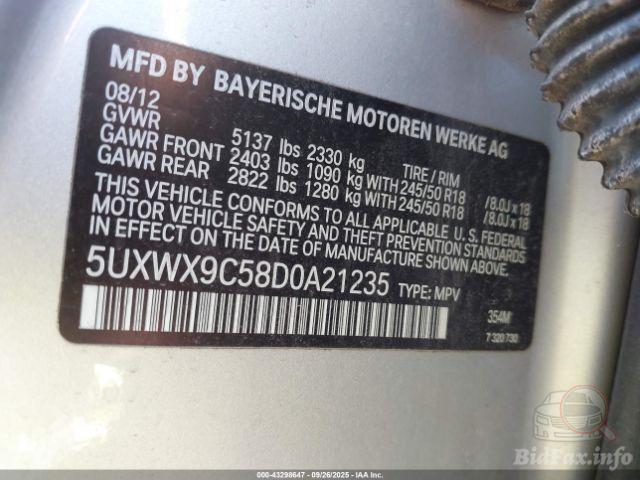 MFD BY BAYERISCHE MOTOREN WERKE AG
08/12
GVWR 5137 lbs 2330 kg TIRE / RIM
GAWR FRONT 2403 lbs 1090 kg WITH 245/50 R18 /8.0J x 18
GAWR REAR 2822 lbs 1280 kg WITH 245/50 R18 /8.0J x 18
THIS VEHICLE CONFORMS TO ALL APPLICABLE U. S. FEDERAL
MOTOR VEHICLE SAFETY AND THEFT PREVENTION STANDARDS
IN EFFECT ON THE DATE OF MANUFACTURE SHOWN ABOVE.
5UXWX9C58D0A21235 TYPE: MPV
354M
7 320 730
BidFax.info
000-43298647 - 09/26/2025 - IAA Inc.